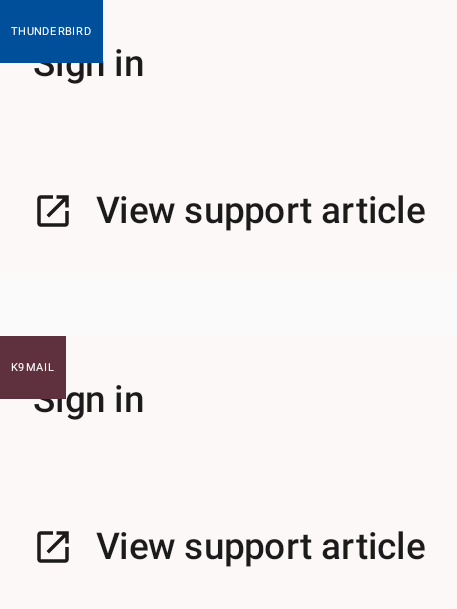 THUNDERBIRD
Sign in
View support article
K9 MAIL
Sign in
View support article